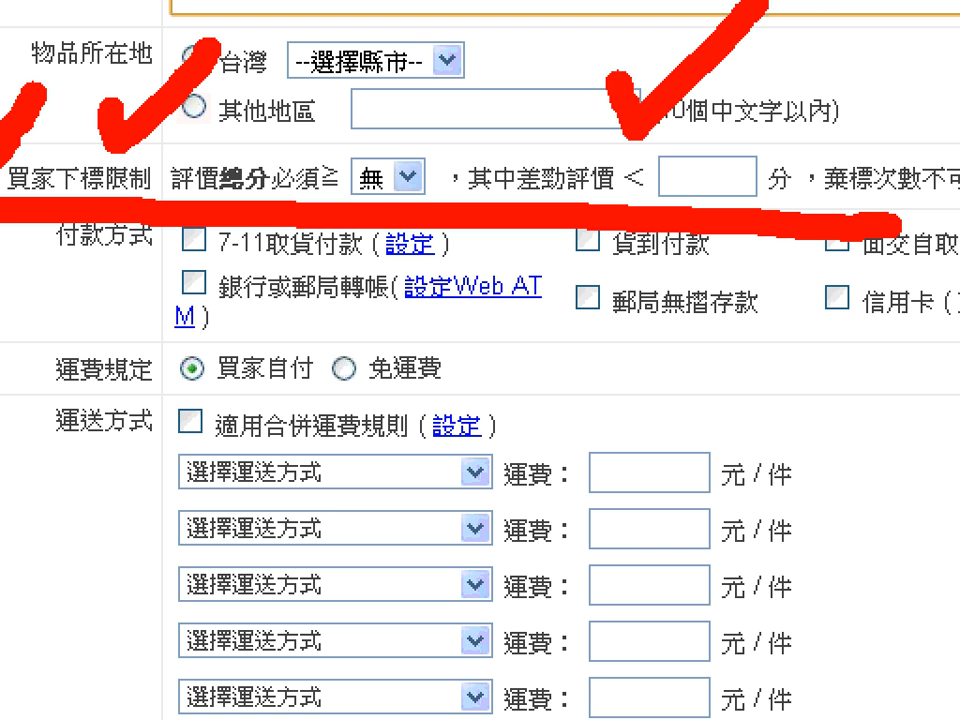 物品所在地
台灣 --選擇縣市--
其他地區 0個中文字以內)
買家下標限制 評價總分必須≧ 無 ,其中差勁評價 < 分 ,棄標次數不可
付款方式 7-11取貨付款 ( 設定 ) 貨到付款 面交自取
銀行或郵局轉帳( 設定Web AT
M ) 郵局無摺存款 信用卡 (
運費規定 買家自付 免運費
運送方式 適用合併運費規則 ( 設定 )
選擇運送方式 運費: 元 / 件
選擇運送方式 運費: 元 / 件
選擇運送方式 運費: 元 / 件
選擇運送方式 運費: 元 / 件
選擇運送方式 運費: 元 / 件